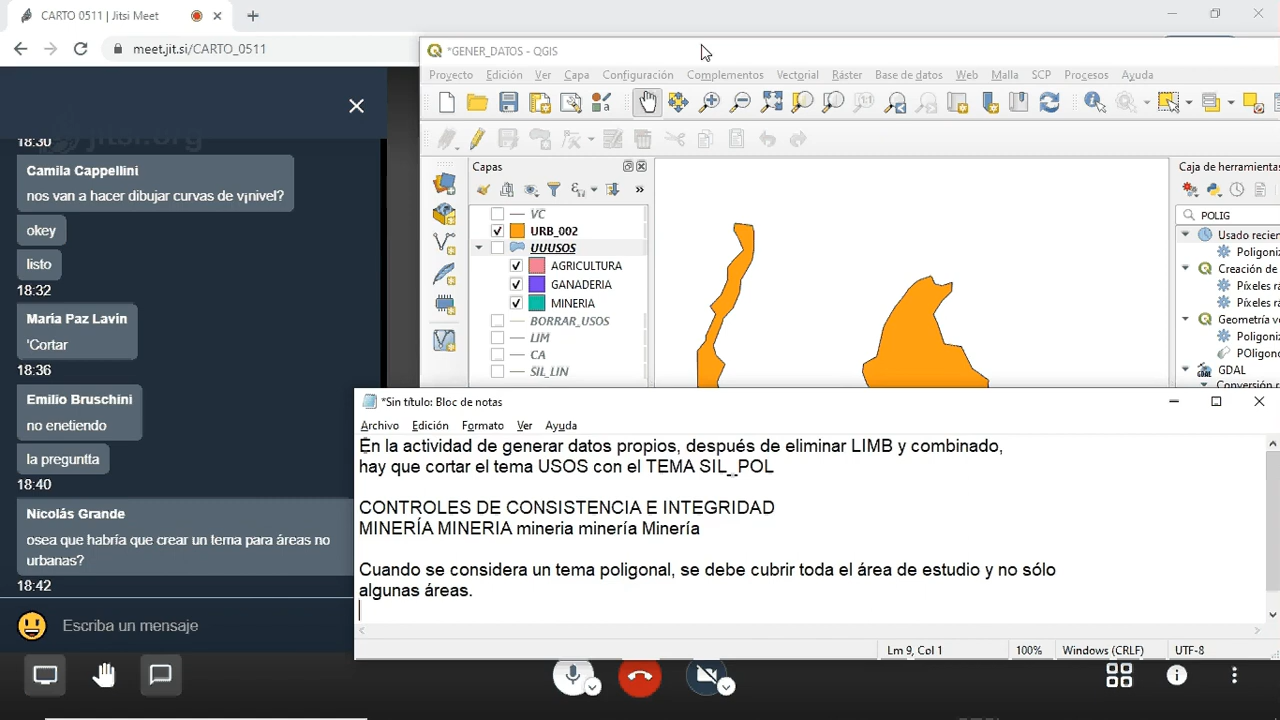 CARTO 0511 | Jitsi Meet
meet.jit.si/CARTO_0511
jitsi.org
18:30
Camila Cappellini
nos van a hacer dibujar curvas de v¡nivel?
okey
listo
18:32
María Paz Lavin
'Cortar
18:36
Emilio Bruschini
no enetiendo
la preguntta
18:40
Nicolás Grande
osea que habría que crear un tema para áreas no
urbanas?
18:42
Escriba un mensaje
*GENER_DATOS - QGIS
Proyecto Edición Ver Capa Configuración Complementos Vectorial Ráster Base de datos Web Malla SCP Procesos Ayuda
Capas
VC
URB_002
UUUSOS
AGRICULTURA
GANADERIA
MINERIA
BORRAR_USOS
LIM
CA
SIL_LIN
Caja de herramienta
POLIG
Usado recien
Poligoni
Creación de
Píxeles ra
Píxeles ra
Geometría v
Poligoni
POligono
GDAL
Conversión r
*Sin título: Bloc de notas
Archivo Edición Formato Ver Ayuda
En la actividad de generar datos propios, después de eliminar LIMB y combinado,
hay que cortar el tema USOS con el TEMA SIL_POL
CONTROLES DE CONSISTENCIA E INTEGRIDAD
MINERÍA MINERIA mineria minería Minería
Cuando se considera un tema poligonal, se debe cubrir toda el área de estudio y no sólo
algunas áreas.
Lm 9, Col 1 100% Windows (CRLF) UTF-8